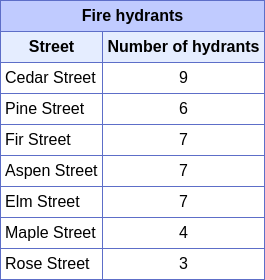 Fire hydrants
Street Number of hydrants
Cedar Street 9
Pine Street 6
Fir Street 7
Aspen Street 7
Elm Street 7
Maple Street 4
Rose Street 3